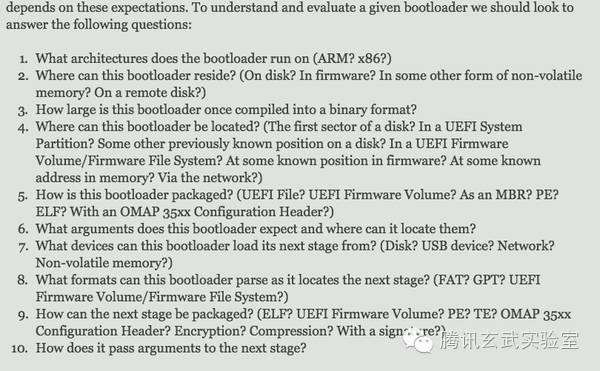 depends on these expectations. To understand and evaluate a given bootloader we should look to
answer the following questions:
1. What architectures does the bootloader run on (ARM? x86?)
2. Where can this bootloader reside? (On disk? In firmware? In some other form of non-volatile
memory? On a remote disk?)
3. How large is this bootloader once compiled into a binary format?
4. Where can this bootloader be located? (The first sector of a disk? In a UEFI System
Partition? Some other previously known position on a disk? In a UEFI Firmware
Volume/Firmware File System? At some known position in firmware? At some known
address in memory? Via the network?)
5. How is this bootloader packaged? (UEFI File? UEFI Firmware Volume? As an MBR? PE?
ELF? With an OMAP 35xx Configuration Header?)
6. What arguments does this bootloader expect and where can it locate them?
7. What devices can this bootloader load its next stage from? (Disk? USB device? Network?
Non-volatile memory?)
8. What formats can this bootloader parse as it locates the next stage? (FAT? GPT? UEFI
Firmware Volume/Firmware File System?)
9. How can the next stage be packaged? (ELF? UEFI Firmware Volume? PE? TE? OMAP 35xx
Configuration Header? Encryption? Compression? With a signature?)
10. How does it pass arguments to the next stage?
腾讯玄武实验室